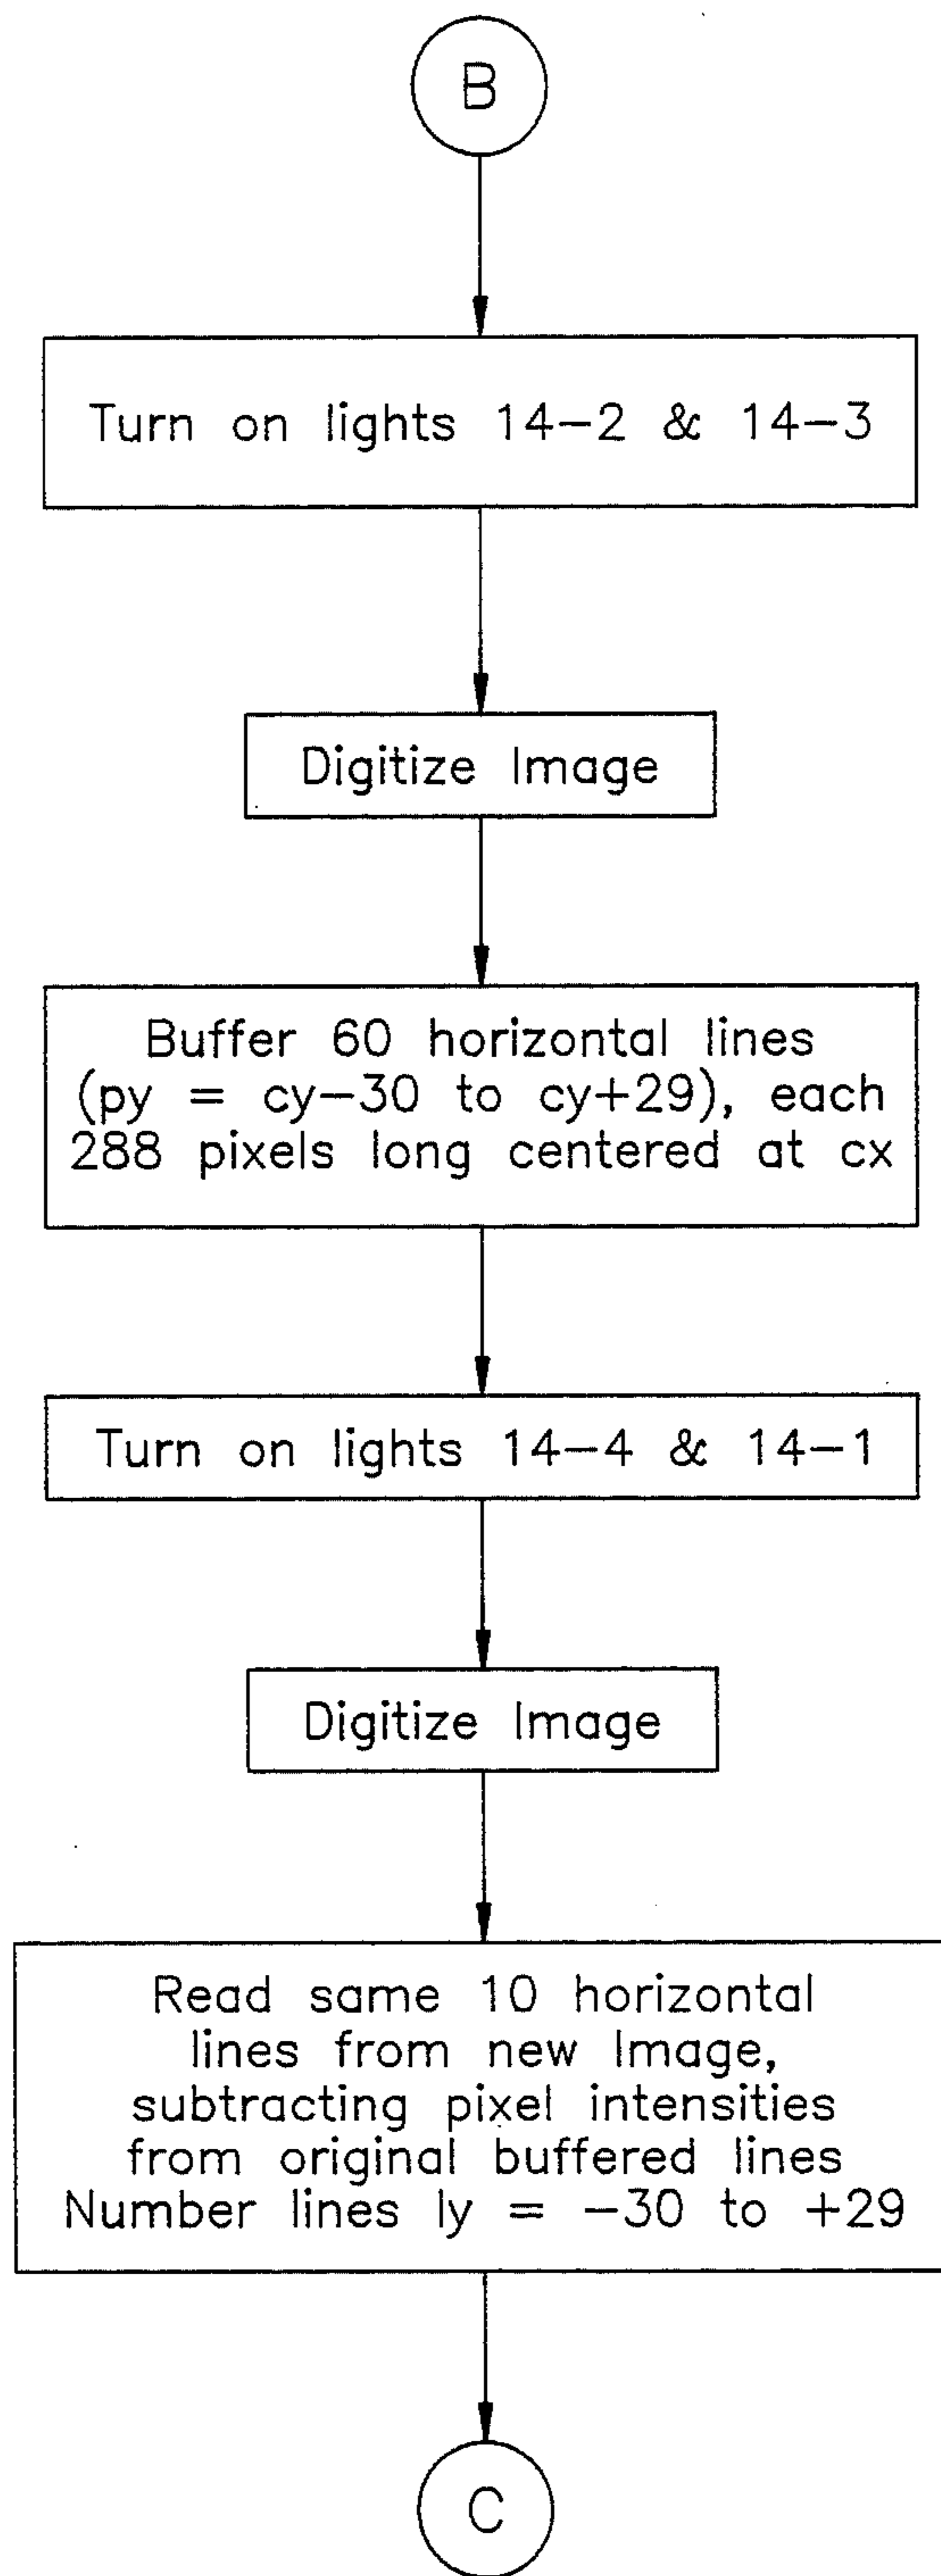 B
Turn on lights 14-2 & 14-3
Digitize Image
Buffer 60 horizontal lines
(py = cy-30 to cy+29), each
288 pixels long centered at cx
Turn on lights 14-4 & 14-1
Digitize Image
Read same 10 horizontal
lines from new Image,
subtracting pixel intensities
from original buffered lines
Number lines ly = -30 to +29
C